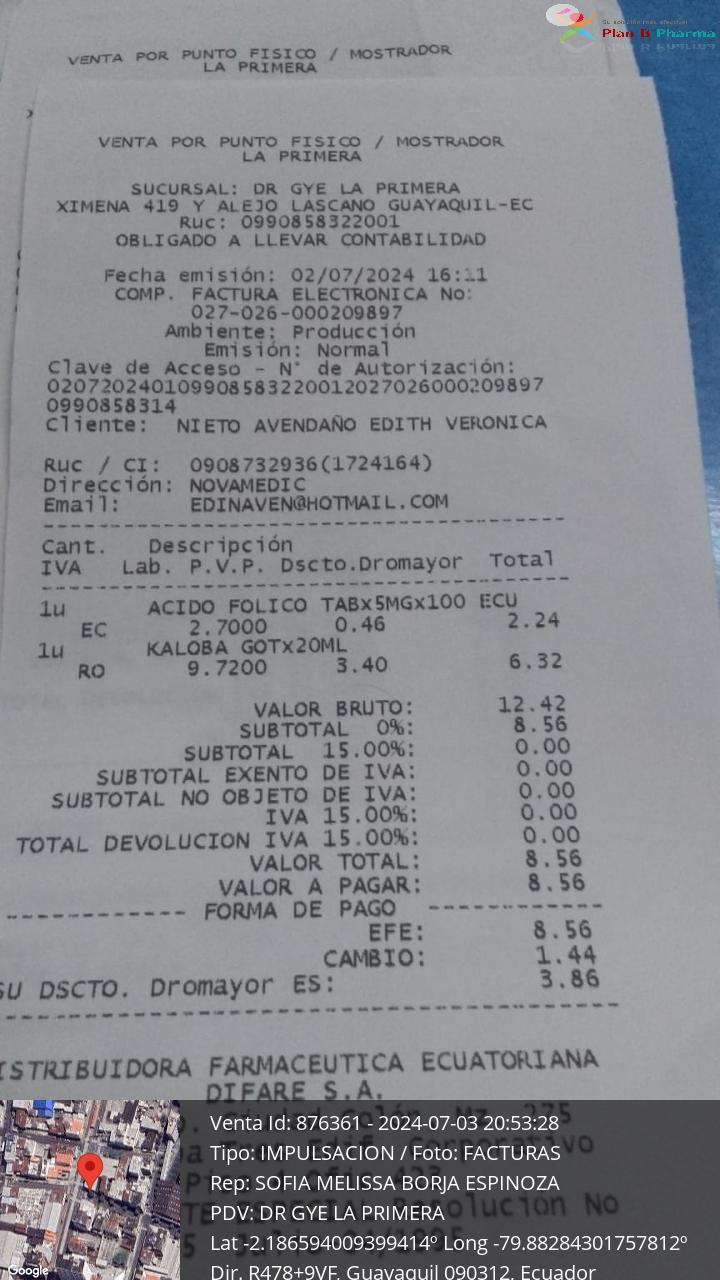 Su solución más efectiva!
Plan B Pharma
VENTA POR PUNTO FISICO / MOSTRADOR
LA PRIMERA
VENTA POR PUNTO FISICO / MOSTRADOR
LA PRIMERA
SUCURSAL: DR GYE LA PRIMERA
XIMENA 419 Y ALEJO LASCANO GUAYAQUIL-EC
Ruc: 0990858322001
OBLIGADO A LLEVAR CONTABILIDAD
Fecha emisión: 02/07/2024 16:11
COMP. FACTURA ELECTRONICA No:
027-026-000209897
Ambiente: Producción
Emisión: Normal
Clave de Acceso - N° de Autorización:
020720240109908583220012027026000209897
0990858314
Cliente: NIETO AVENDAÑO EDITH VERONICA
Ruc / CI: 0908732936(1724164)
Dirección: NOVAMEDIC
Email: EDINAVEN@HOTMAIL.COM
Cant. Descripción
IVA Lab. P.V.P. Dscto.Dromayor Total
1u ACIDO FOLICO TABx5MGx100 ECU
EC 2.7000 0.46 2.24
1u KALOBA GOTx20ML
RO 9.7200 3.40 6.32
VALOR BRUTO: 12.42
SUBTOTAL 0%: 8.56
SUBTOTAL 15.00%: 0.00
SUBTOTAL EXENTO DE IVA: 0.00
SUBTOTAL NO OBJETO DE IVA: 0.00
IVA 15.00%: 0.00
TOTAL DEVOLUCION IVA 15.00%: 0.00
VALOR TOTAL: 8.56
VALOR A PAGAR: 8.56
------------ FORMA DE PAGO ------------
EFE: 8.56
CAMBIO: 1.44
SU DSCTO. Dromayor ES: 3.86
ISTRIBUIDORA FARMACEUTICA ECUATORIANA
DIFARE S.A.
Venta Id: 876361 - 2024-07-03 20:53:28
Tipo: IMPULSACION / Foto: FACTURAS
Rep: SOFIA MELISSA BORJA ESPINOZA
PDV: DR GYE LA PRIMERA
Lat -2.186594009399414º Long -79.88284301757812º
Dir. R478+9VF, Guayaquil 090312, Ecuador
Google